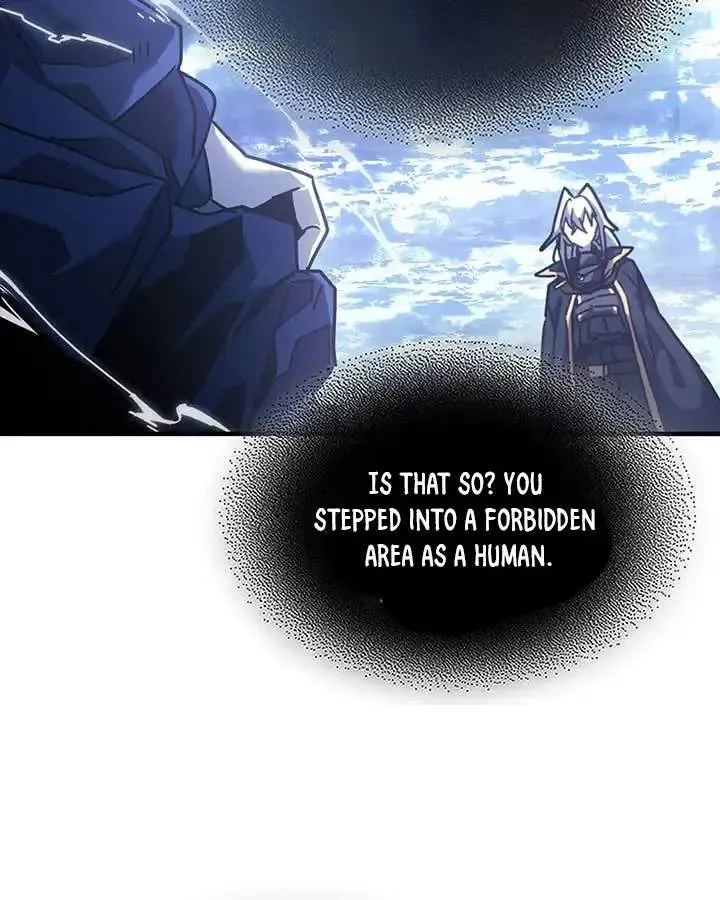 IS THAT SO? YOU
STEPPED INTO A FORBIDDEN
AREA AS A HUMAN.